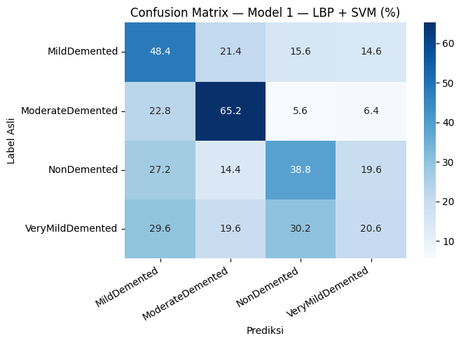 Confusion Matrix — Model 1 — LBP + SVM (%)
MildDemented 48.4 21.4 15.6 14.6
ModerateDemented 22.8 65.2 5.6 6.4
NonDemented 27.2 14.4 38.8 19.6
VeryMildDemented 29.6 19.6 30.2 20.6
MildDemented ModerateDemented NonDemented VeryMildDemented
Prediksi
Label Asli
60
50
40
30
20
10